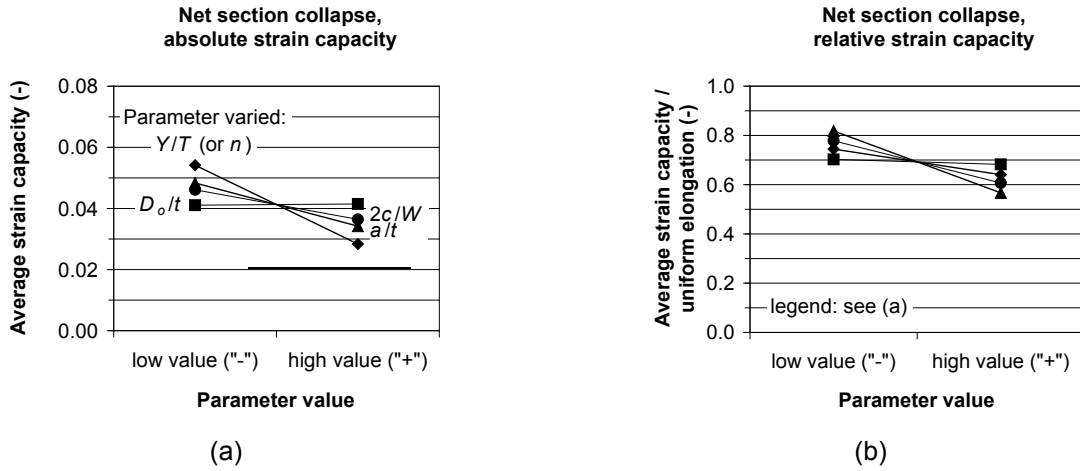 Net section collapse,
absolute strain capacity
Average strain capacity (-)
0.08
0.06
0.04
0.02
0.00
Parameter varied:
Y/T (or n)
Dₒ/t
2c/W
a/t
low value ("-")
high value ("+")
Parameter value
(a)
Net section collapse,
relative strain capacity
Average strain capacity /
uniform elongation (-)
1.0
0.8
0.6
0.4
0.2
0.0
legend: see (a)
low value ("-")
high value ("+")
Parameter value
(b)